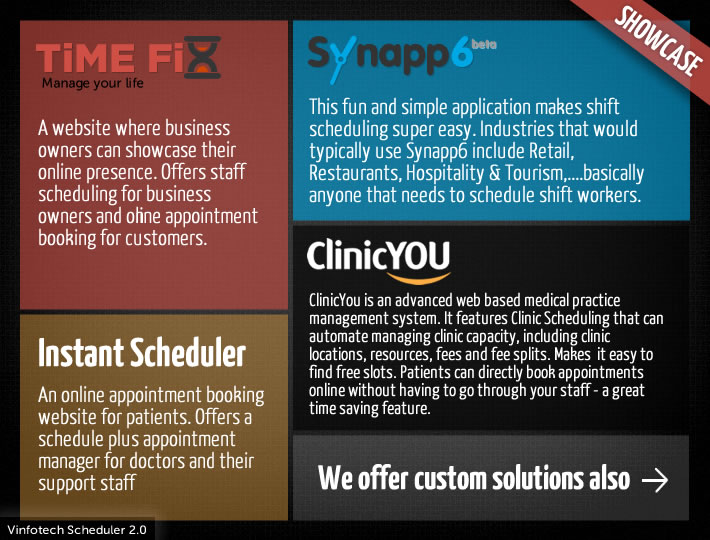 SHOWCASE
TiME FiX
Manage your life
A website where business
owners can showcase their
online presence. Offers staff
scheduling for business
owners and oline appointment
booking for customers.
Synapp6 beta
This fun and simple application makes shift
scheduling super easy. Industries that would
typically use Synapp6 include Retail,
Restaurants, Hospitality & Tourism,....basically
anyone that needs to schedule shift workers.
ClinicYOU
ClinicYou is an advanced web based medical practice
management system. It features Clinic Scheduling that can
automate managing clinic capacity, including clinic
locations, resources, fees and fee splits. Makes it easy to
find free slots. Patients can directly book appointments
online without having to go through your staff - a great
time saving feature.
Instant Scheduler
An online appointment booking
website for patients. Offers a
schedule plus appointment
manager for doctors and their
support staff
We offer custom solutions also →
Vinfotech Scheduler 2.0